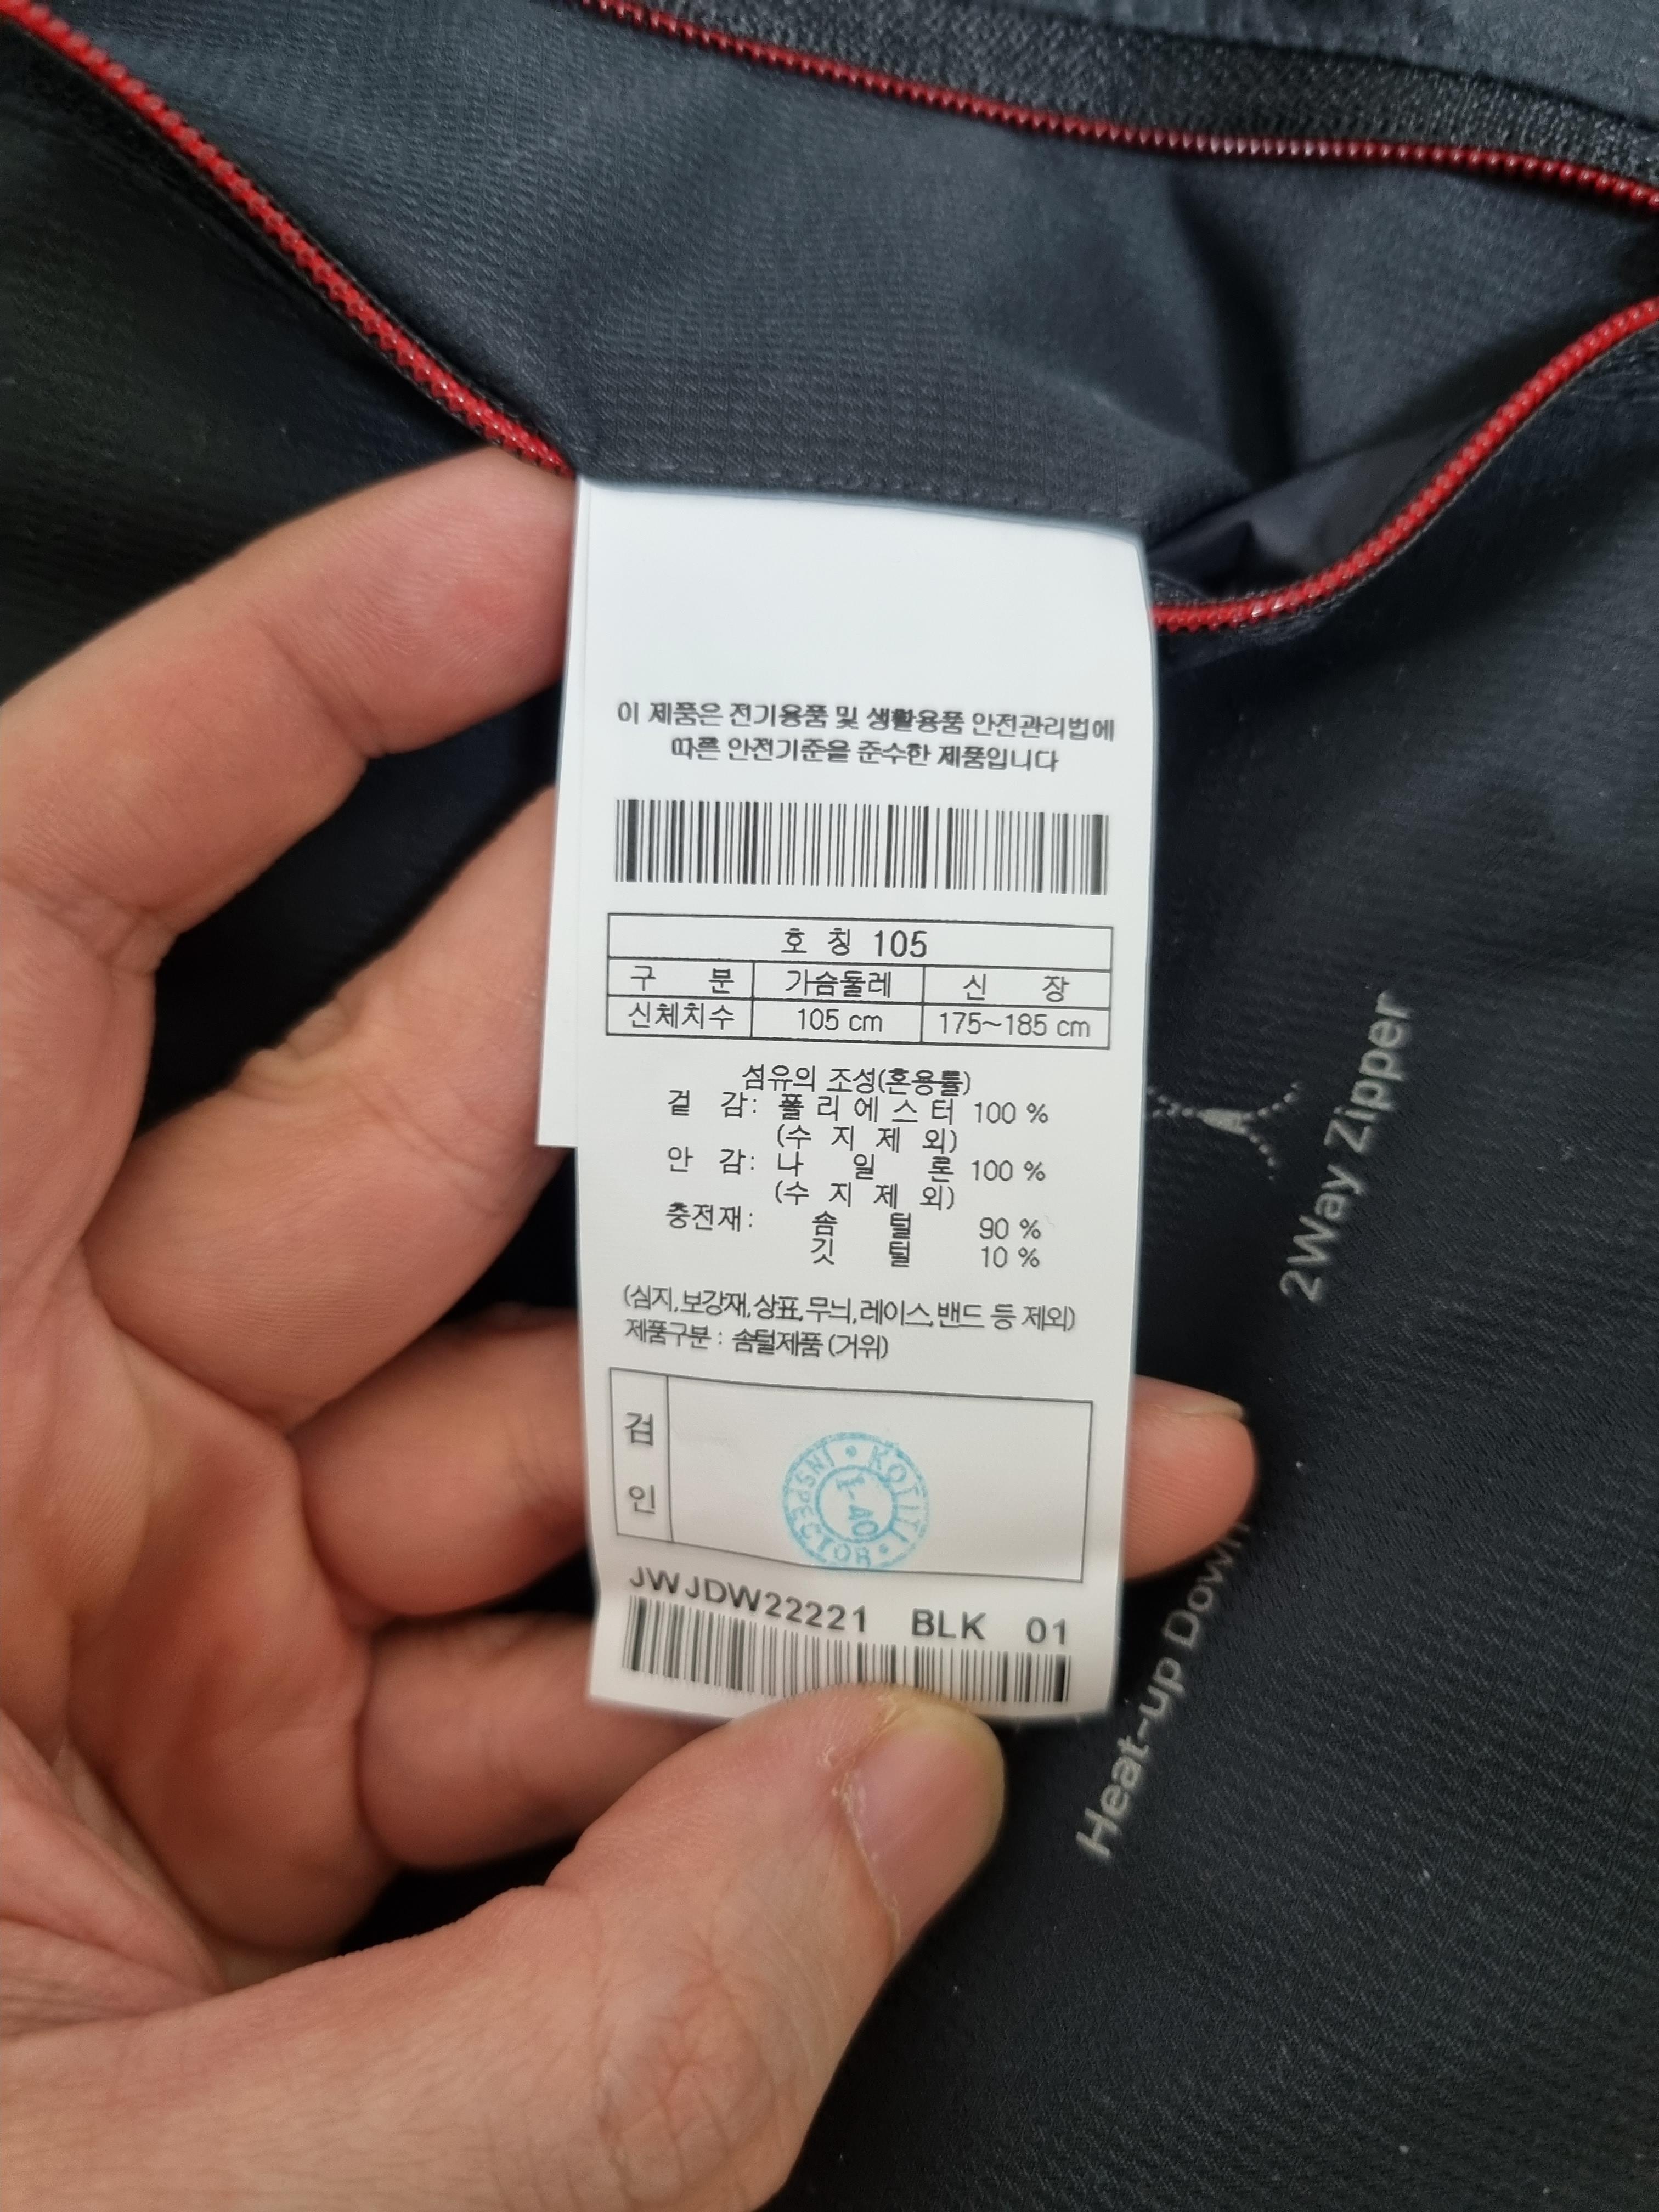 이 제품은 전기용품 및 생활용품 안전관리법에
따른 안전기준을 준수한 제품입니다
호 칭 105
구 분 가슴둘레 신 장
신체치수 105 cm 175~185 cm
섬유의 조성(혼용률)
겉 감: 폴 리 에 스 터 100 %
(수 지 제 외)
안 감: 나 일 론 100 %
(수 지 제 외)
충전재: 솜 털 90 %
깃 털 10 %
(심지,보강재,상표,무늬,레이스,밴드 등 제외)
제품구분 : 솜털제품 (거위)
검
인
KOTITI
INSPECTOR
I-40
JWJDW22221 BLK 01
2Way Zipper
Heat-up Down